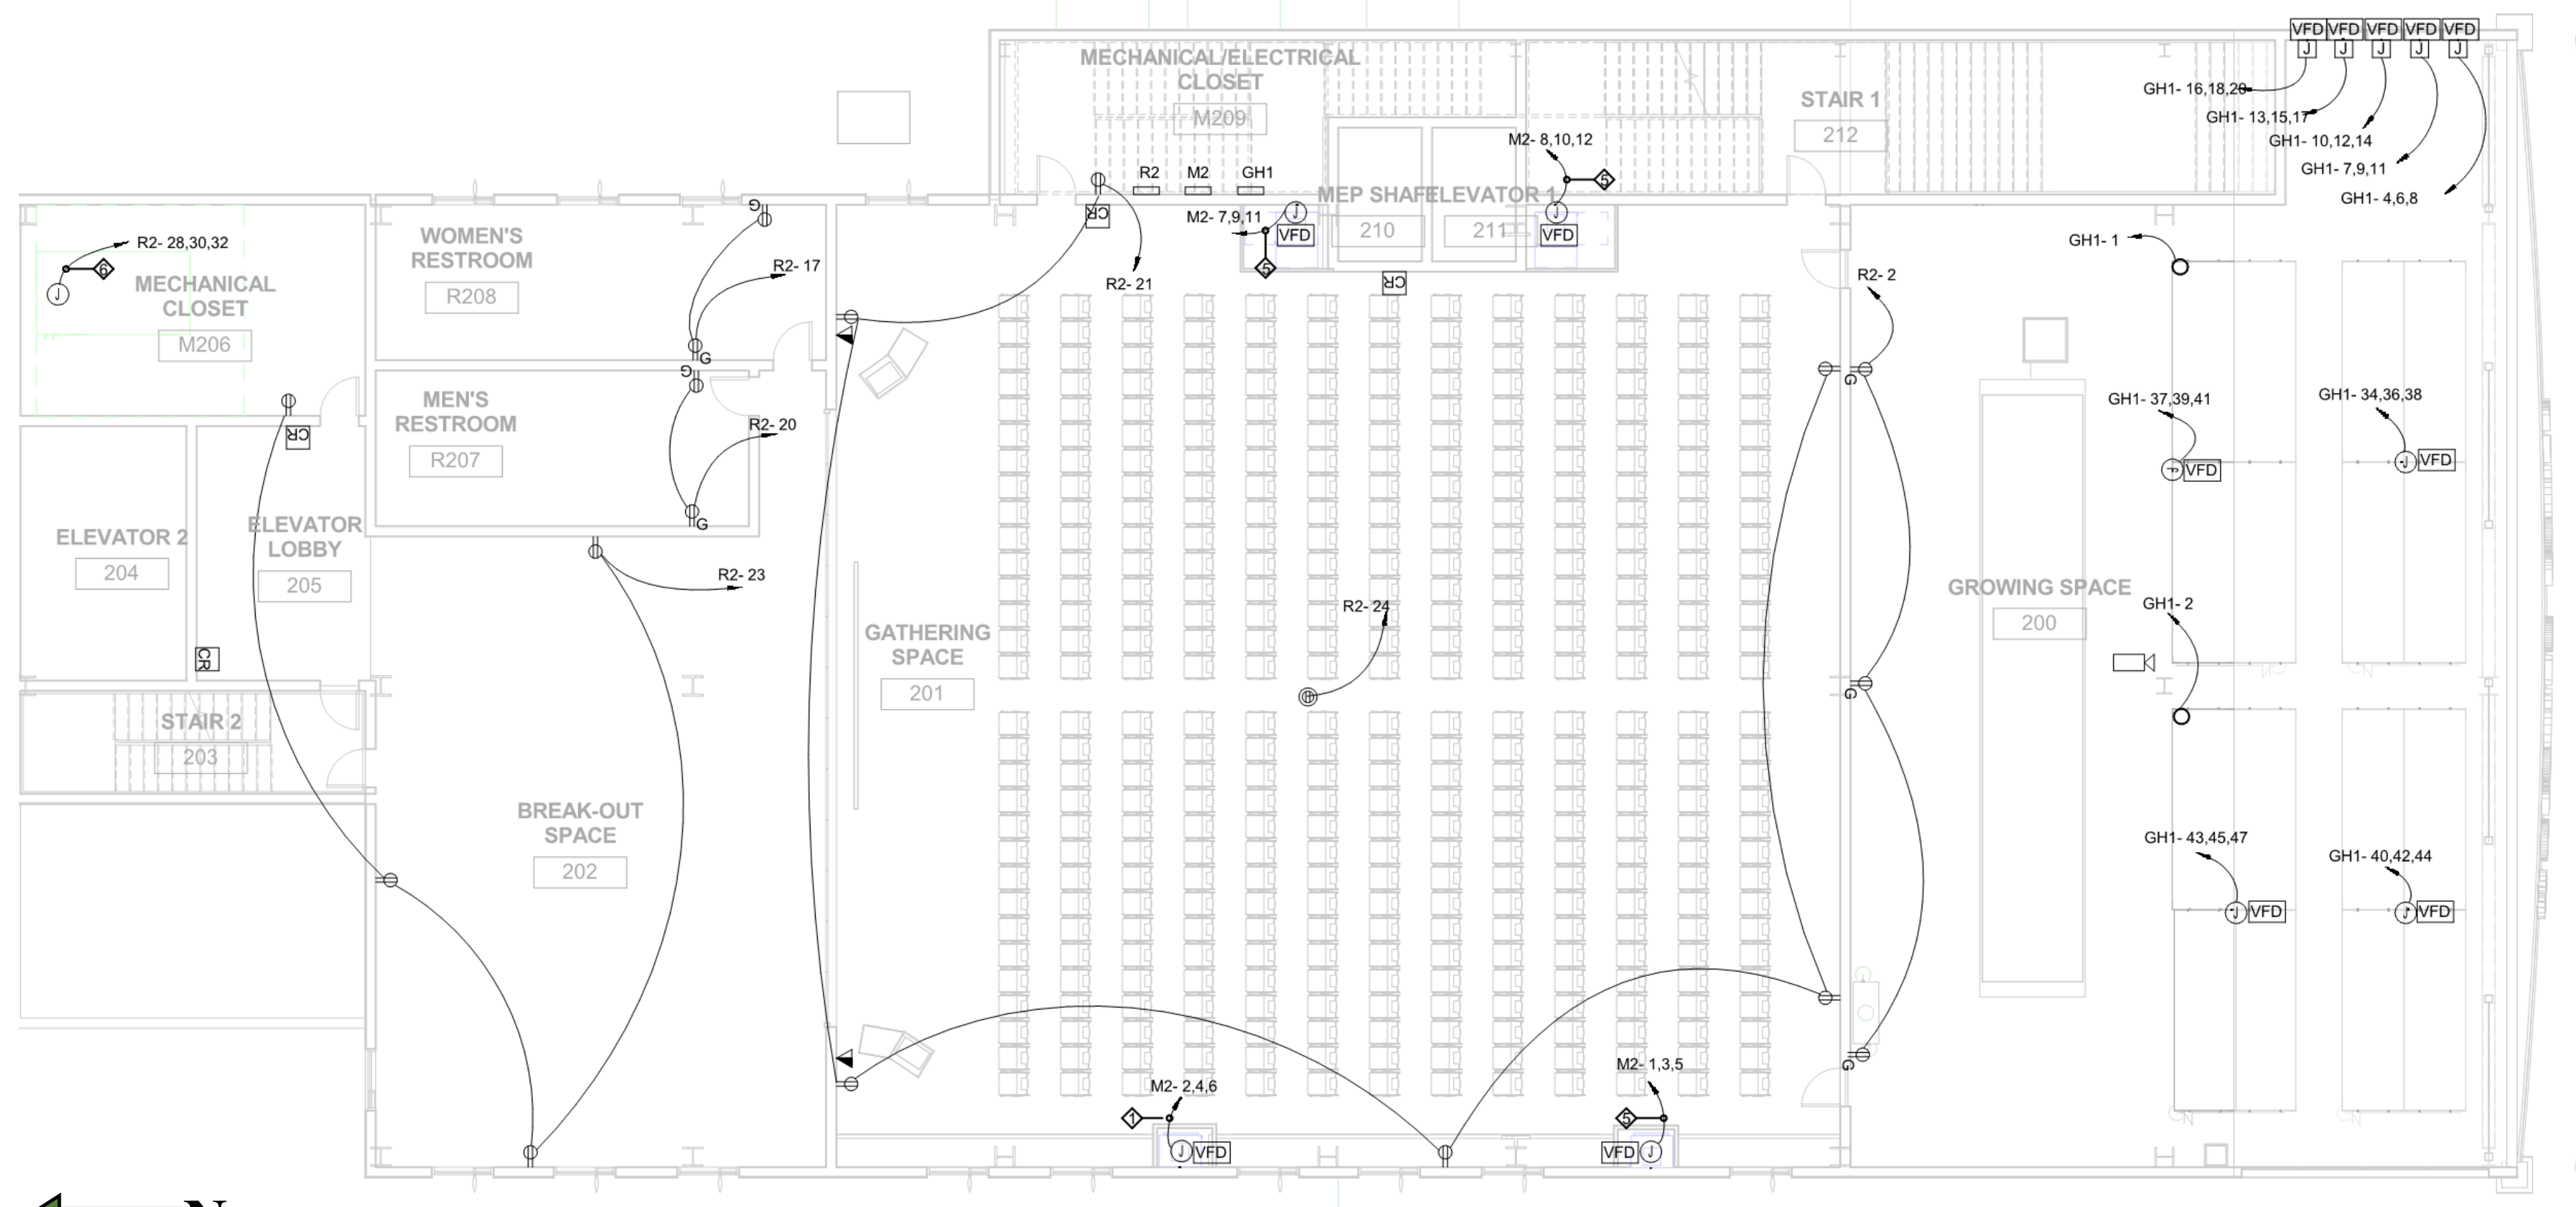 VFD VFD VFD VFD VFD
J J J J J
MECHANICAL/ELECTRICAL
CLOSET
M209
STAIR 1
212
GH1- 16,18,20
GH1- 13,15,17
GH1- 10,12,14
GH1- 7,9,11
GH1- 4,6,8
M2- 8,10,12
5
R2 M2 GH1
CR
MEP SHAF
210
ELEVATOR 1
211
M2- 7,9,11
J
VFD
5
J
VFD
R2- 21
CR
R2- 28,30,32
6
J
MECHANICAL
CLOSET
M206
WOMEN'S
RESTROOM
R208
G
R2- 17
G
G
MEN'S
RESTROOM
R207
R2- 20
G
CR
ELEVATOR 2
204
ELEVATOR
LOBBY
205
CR
STAIR 2
203
R2- 23
BREAK-OUT
SPACE
202
GATHERING
SPACE
201
R2- 24
R2- 2
G
G
G
GH1- 1
GH1- 37,39,41
J VFD
GH1- 34,36,38
J VFD
GROWING SPACE
200
GH1- 2
GH1- 43,45,47
J VFD
GH1- 40,42,44
J VFD
M2- 2,4,6
1
J VFD
M2- 1,3,5
5
VFD J
N